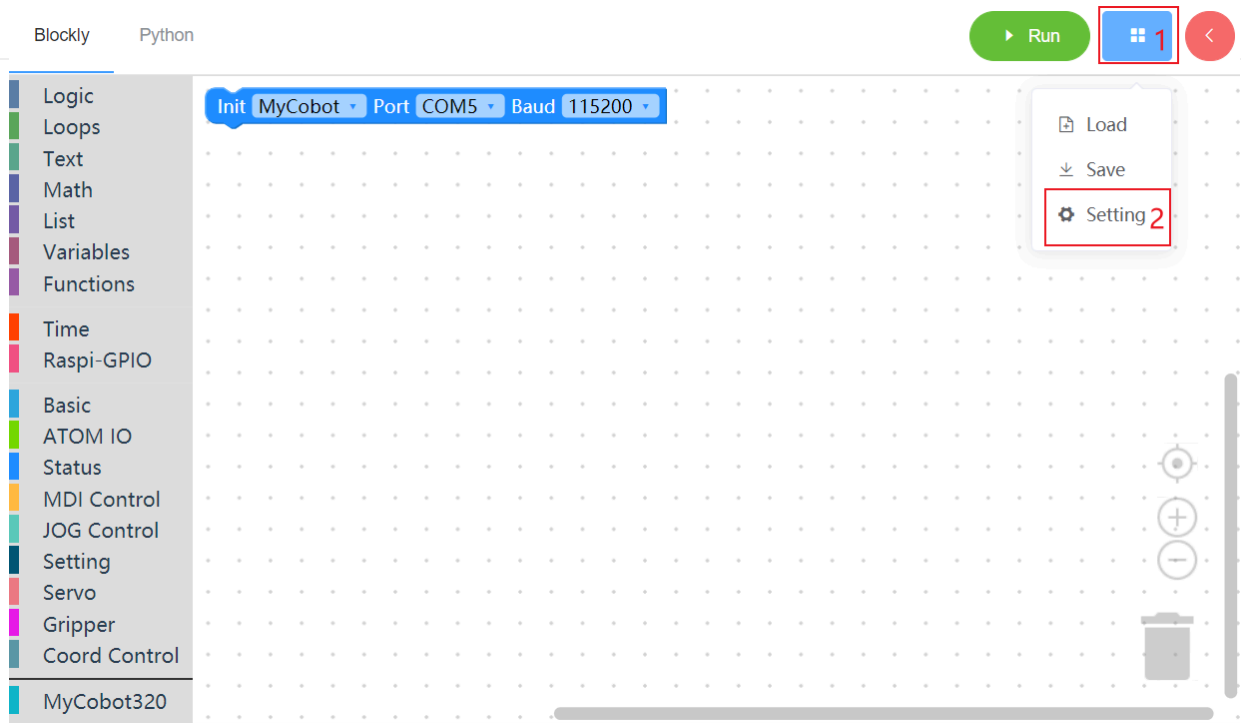 Blockly Python Run 1
Init MyCobot Port COM5 Baud 115200
Load
Save
Setting 2
Logic
Loops
Text
Math
List
Variables
Functions
Time
Raspi-GPIO
Basic
ATOM IO
Status
MDI Control
JOG Control
Setting
Servo
Gripper
Coord Control
MyCobot320